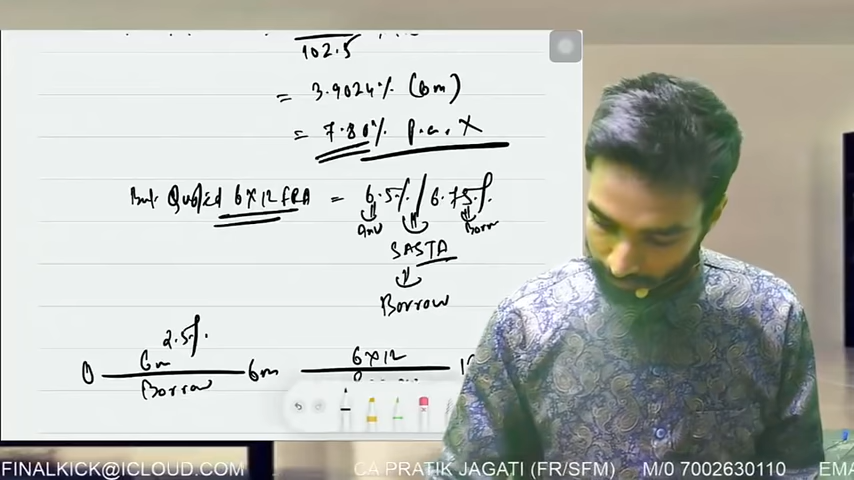 102.5
= 3.9024% (6m)
= 7.80% p.a. X
But Quoted 6X12 FRA = 6.5% / 6.75%
Inv Borr
SASTA
Borrow
2.5%
0 6m 6m 6X12
Borrow
FINALKICK@ICLOUD.COM CA PRATIK JAGATI (FR/SFM) M/0 7002630110 EMA